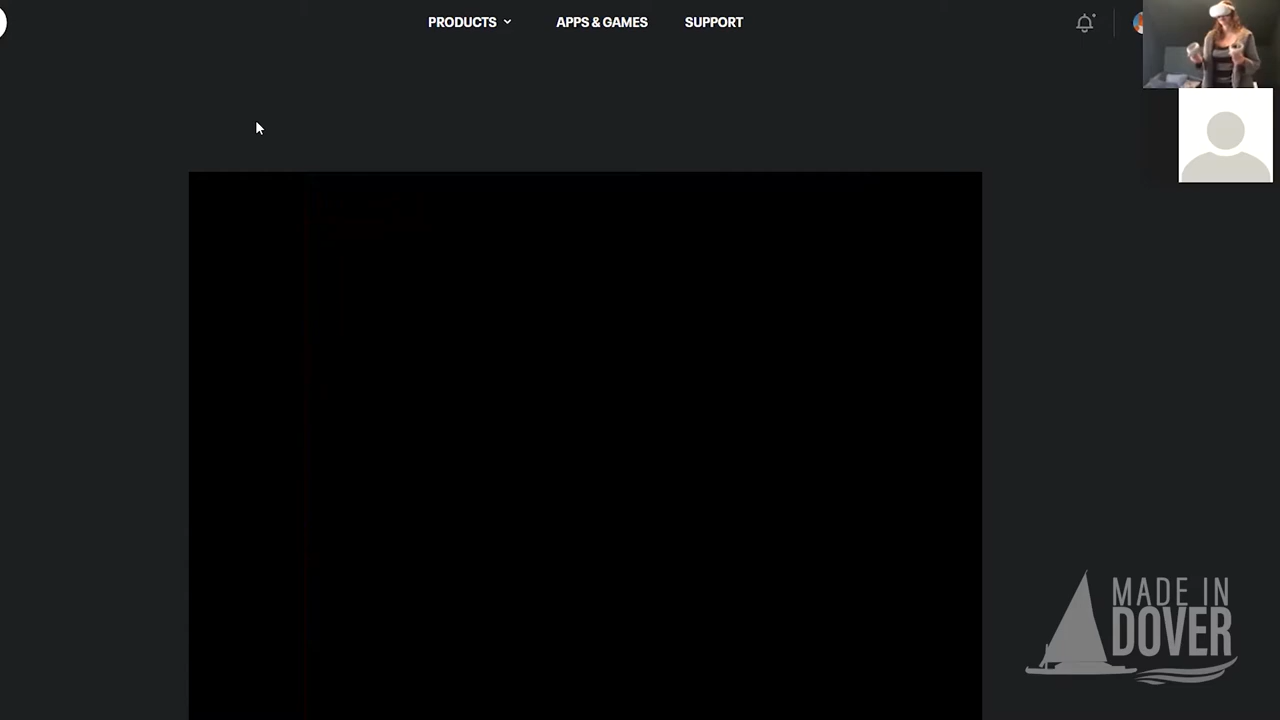 PRODUCTS
APPS & GAMES
SUPPORT
MADE IN
DOVER